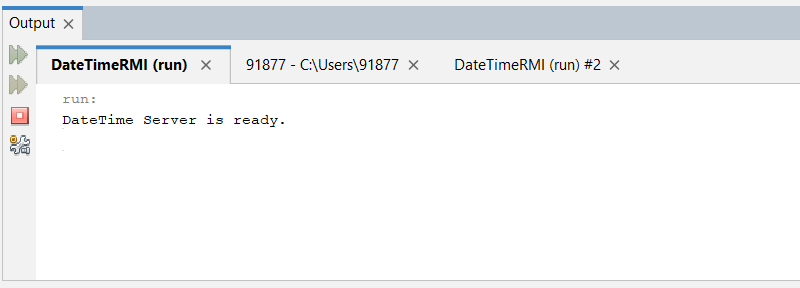 Output
DateTimeRMI (run)
91877 - C:\Users\91877
DateTimeRMI (run) #2
run:
DateTime Server is ready.